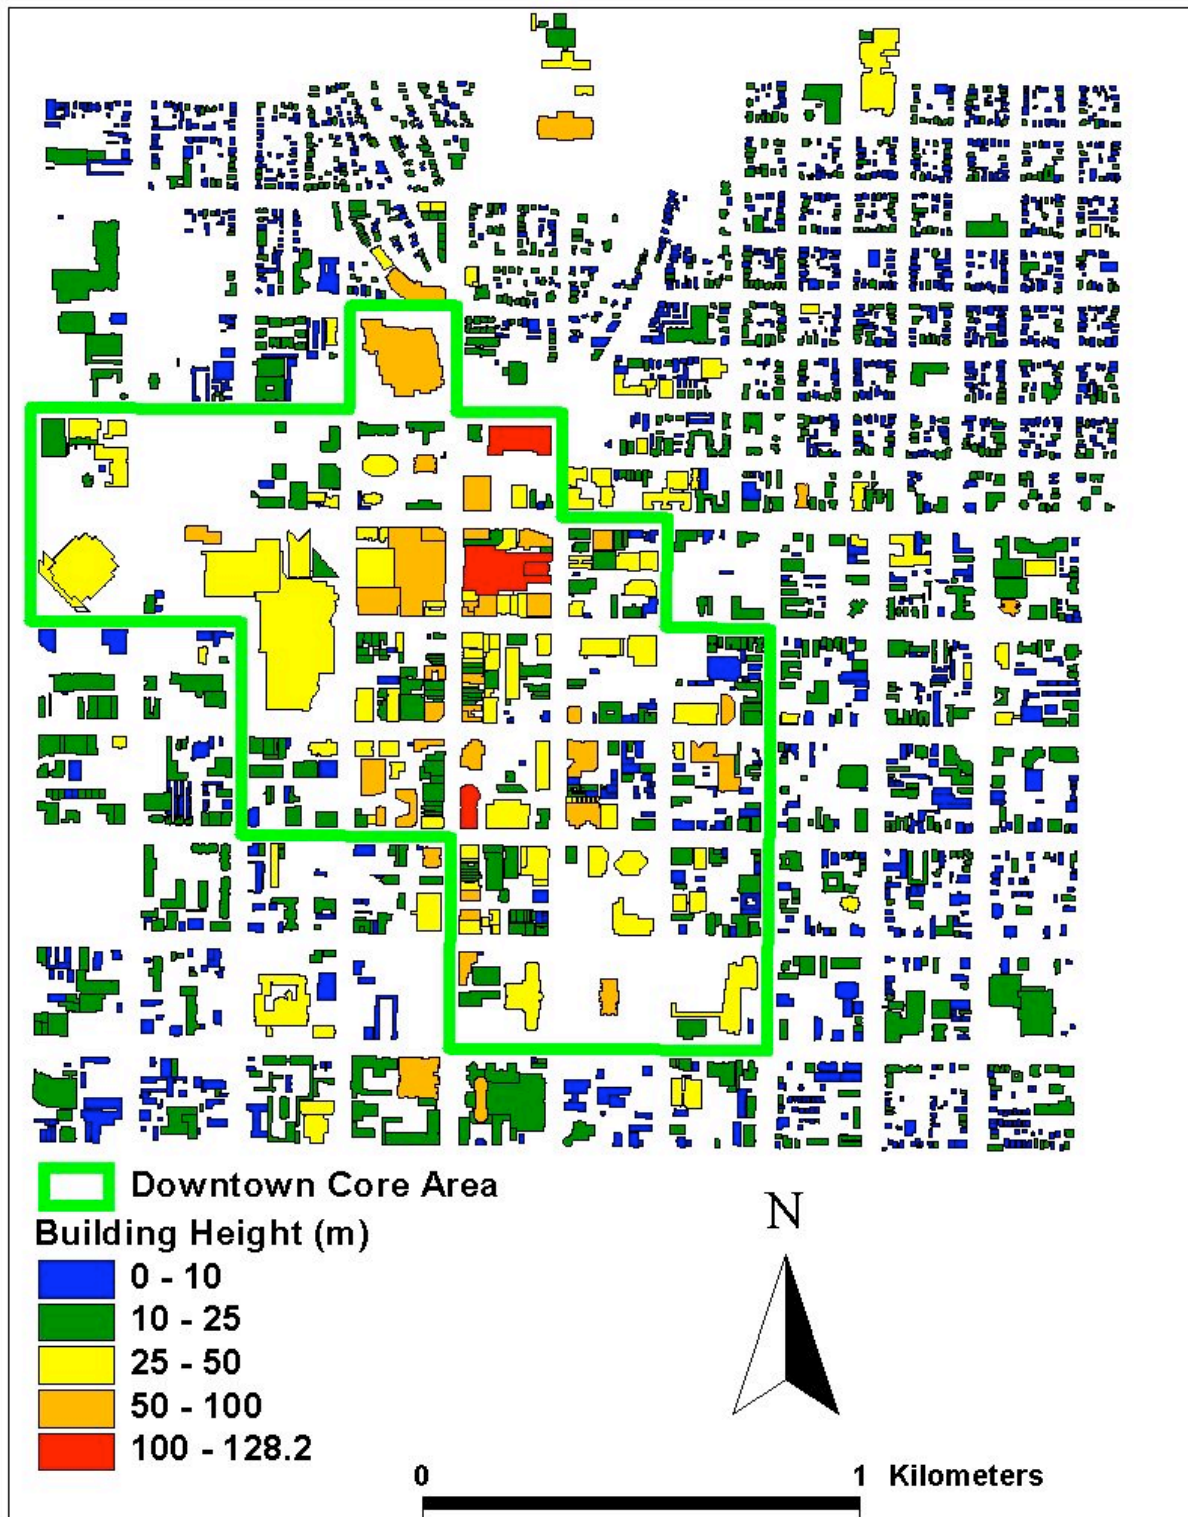 Downtown Core Area
Building Height (m)
0 - 10
10 - 25
25 - 50
50 - 100
100 - 128.2
N
0 1 Kilometers